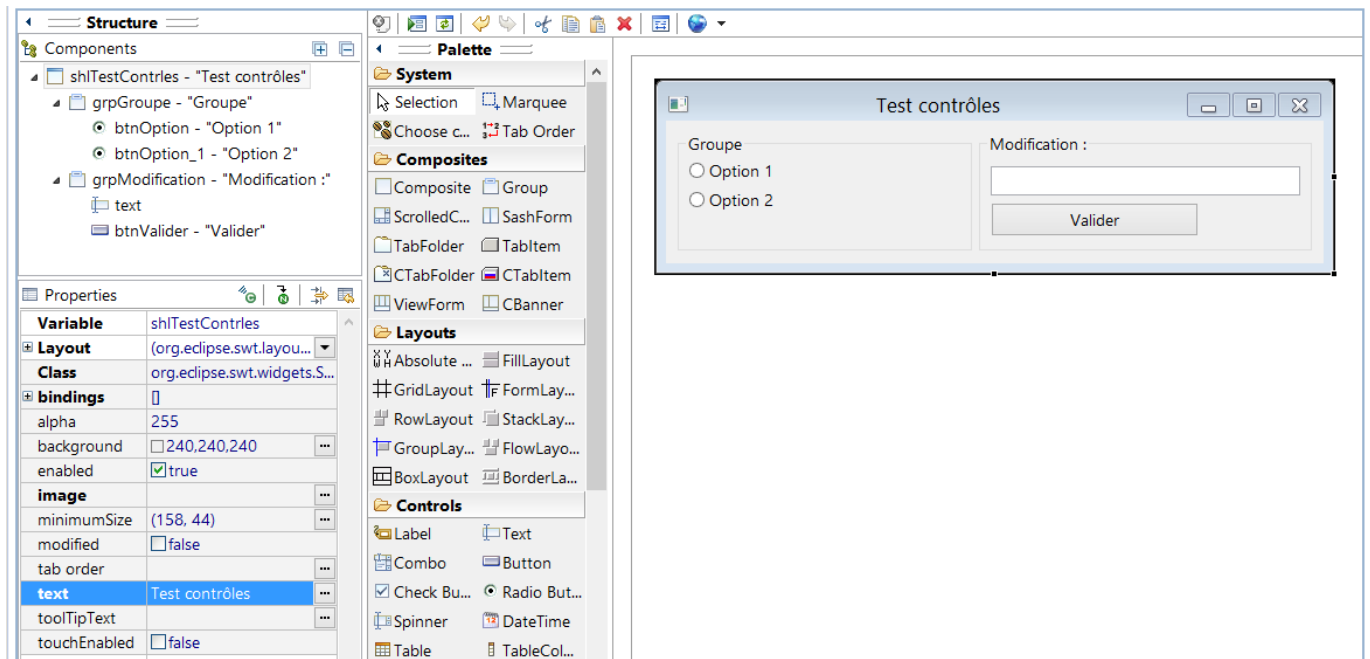 Structure
Components
shlTestContrles - "Test contrôles"
grpGroupe - "Groupe"
btnOption - "Option 1"
btnOption_1 - "Option 2"
grpModification - "Modification :"
text
btnValider - "Valider"
Properties
Variable shlTestContrles
Layout (org.eclipse.swt.layou...
Class org.eclipse.swt.widgets.S...
bindings []
alpha 255
background 240,240,240
enabled true
image
minimumSize (158, 44)
modified false
tab order
text Test contrôles
toolTipText
touchEnabled false
Palette
System
Selection Marquee
Choose c... Tab Order
Composites
Composite Group
ScrolledC... SashForm
TabFolder TabItem
CTabFolder CTabItem
ViewForm CBanner
Layouts
Absolute ... FillLayout
GridLayout FormLay...
RowLayout StackLay...
GroupLay... FlowLayo...
BoxLayout BorderLa...
Controls
Label Text
Combo Button
Check Bu... Radio But...
Spinner DateTime
Table TableCol...
Test contrôles
Groupe
Option 1
Option 2
Modification :
Valider